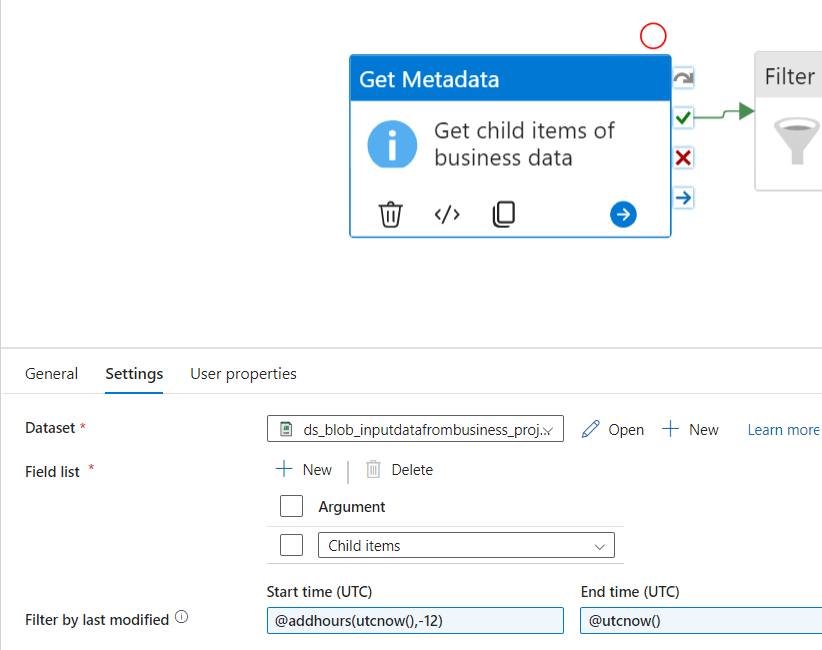 Get Metadata
Filter
Get child items of
business data
General Settings User properties
Dataset * ds_blob_inputdatafrombusiness_proj... Open New Learn more
Field list * New Delete
Argument
Child items
Start time (UTC) End time (UTC)
Filter by last modified @addhours(utcnow(),-12) @utcnow()